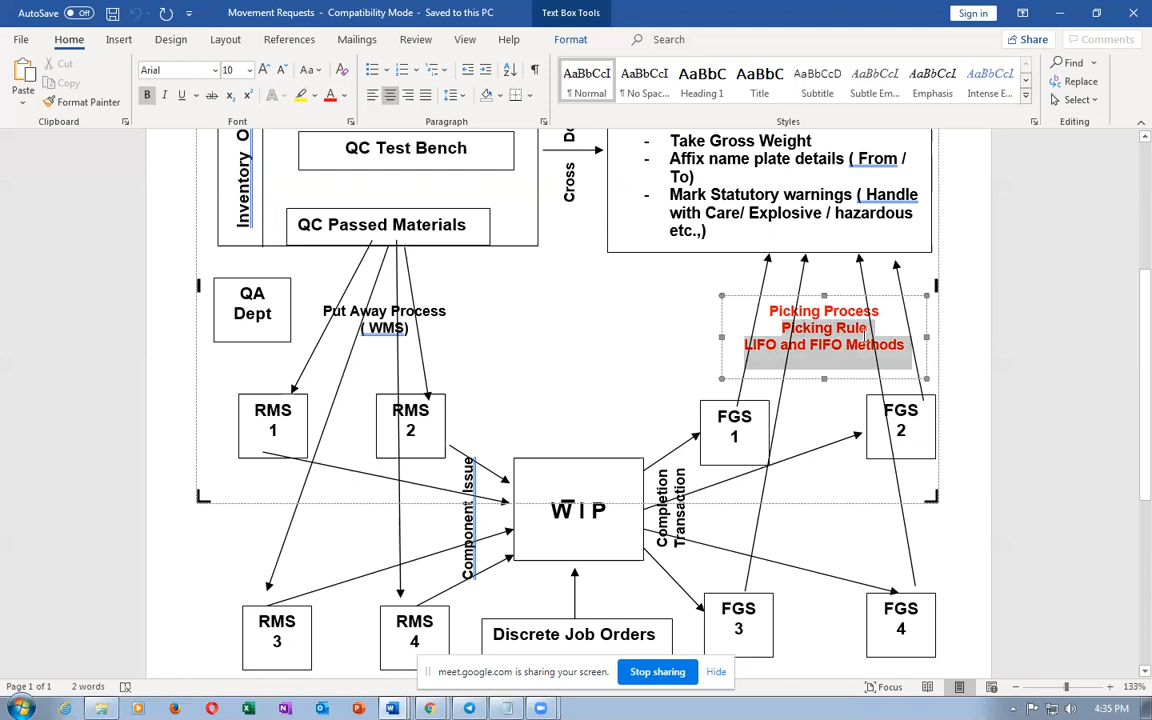 AutoSave Off
Movement Requests - Compatibility Mode - Saved to this PC
Text Box Tools
Sign in
File Home Insert Design Layout References Mailings Review View Help Format Search Share Comments
Paste
Cut
Copy
Format Painter
Arial 10
AaBbCcI AaBbCcI AaBbC AaBbC AaBbCcD AaBbCcD AaBbCcI AaBbCcI
¶ Normal ¶ No Spac... Heading 1 Title Subtitle Subtle Em... Emphasis Intense E...
Find
Replace
Select
Clipboard Font Paragraph Styles Editing
Inventory O
QC Test Bench
QC Passed Materials
Cross
- Take Gross Weight
- Affix name plate details ( From /
To)
- Mark Statutory warnings ( Handle
with Care/ Explosive / hazardous
etc.,)
QA
Dept
Put Away Process
( WMS)
Picking Process
Picking Rule
LIFO and FIFO Methods
RMS
1
RMS
2
FGS
1
FGS
2
Component Issue
W I P
Completion
Transaction
RMS
3
RMS
4
Discrete Job Orders
FGS
3
FGS
4
meet.google.com is sharing your screen. Stop sharing Hide
Page 1 of 1 2 words Focus 133%
4:35 PM